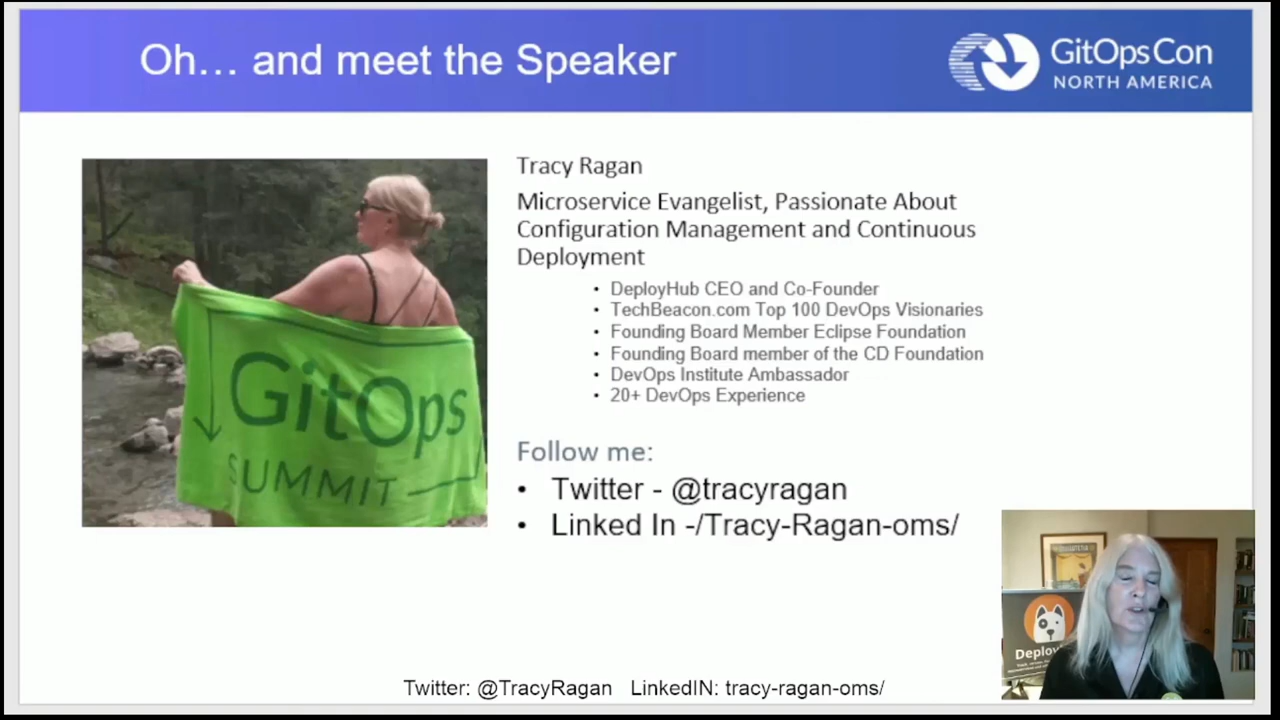 Oh... and meet the Speaker
GitOpsCon
NORTH AMERICA
Tracy Ragan
Microservice Evangelist, Passionate About
Configuration Management and Continuous
Deployment
• DeployHub CEO and Co-Founder
• TechBeacon.com Top 100 DevOps Visionaries
• Founding Board Member Eclipse Foundation
• Founding Board member of the CD Foundation
• DevOps Institute Ambassador
• 20+ DevOps Experience
GitOps
SUMMIT
Follow me:
• Twitter - @tracyragan
• Linked In -/Tracy-Ragan-oms/
Twitter: @TracyRagan LinkedIN: tracy-ragan-oms/